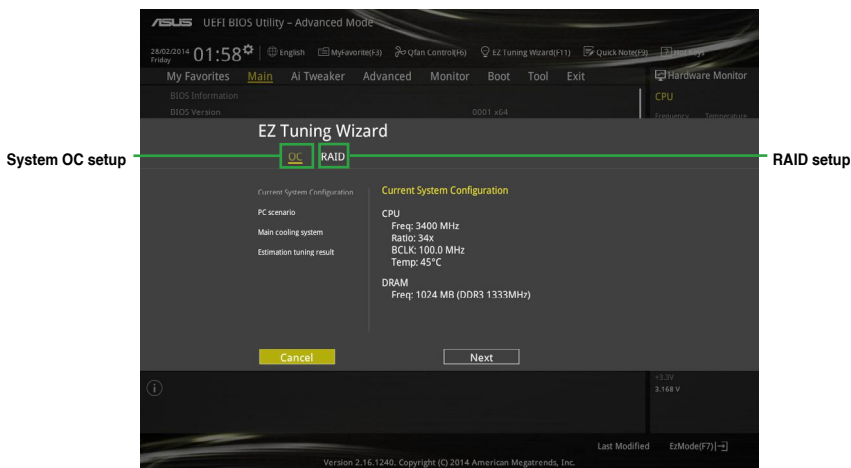 ASUS UEFI BIOS Utility – Advanced Mode
28/02/2014 Friday 01:58 English MyFavorite(F3) Qfan Control(F6) EZ Tuning Wizard(F11) Quick Note(F9) Hot Keys
My Favorites Main Ai Tweaker Advanced Monitor Boot Tool Exit Hardware Monitor
BIOS Information CPU
BIOS Version 0001 x64 Frequency Temperature
EZ Tuning Wizard
System OC setup OC RAID RAID setup
Current System Configuration Current System Configuration
PC scenario
Main cooling system
Estimation tuning result
CPU
Freq: 3400 MHz
Ratio: 34x
BCLK: 100.0 MHz
Temp: 45°C
DRAM
Freq: 1024 MB (DDR3 1333MHz)
Cancel Next
+3.3V
3.168 V
Last Modified EzMode(F7)
Version 2.16.1240. Copyright (C) 2014 American Megatrends, Inc.